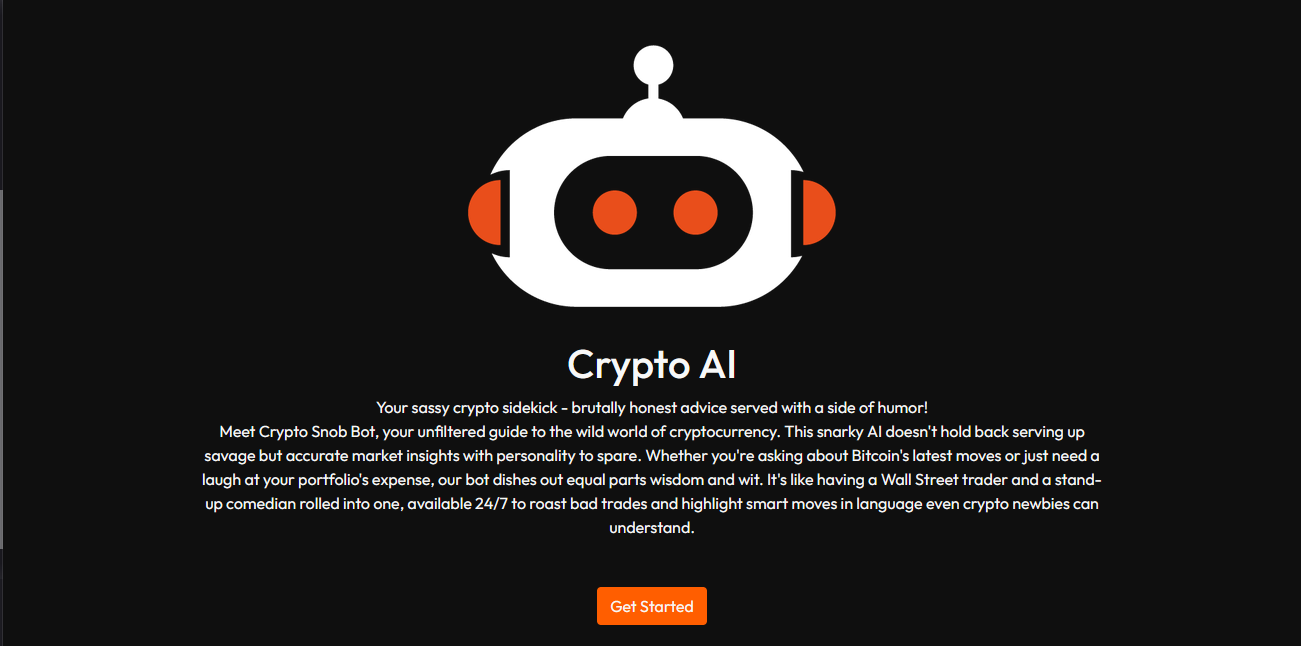 Crypto AI
Your sassy crypto sidekick - brutally honest advice served with a side of humor!
Meet Crypto Snob Bot, your unfiltered guide to the wild world of cryptocurrency. This snarky AI doesn't hold back serving up
savage but accurate market insights with personality to spare. Whether you're asking about Bitcoin's latest moves or just need a
laugh at your portfolio's expense, our bot dishes out equal parts wisdom and wit. It's like having a Wall Street trader and a stand-
up comedian rolled into one, available 24/7 to roast bad trades and highlight smart moves in language even crypto newbies can
understand.
Get Started